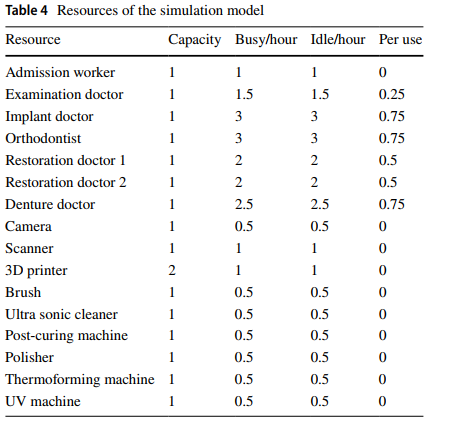 Table 4 Resources of the simulation model
Resource Capacity Busy/hour Idle/hour Per use
Admission worker 1 1 1 0
Examination doctor 1 1.5 1.5 0.25
Implant doctor 1 3 3 0.75
Orthodontist 1 3 3 0.75
Restoration doctor 1 1 2 2 0.5
Restoration doctor 2 1 2 2 0.5
Denture doctor 1 2.5 2.5 0.75
Camera 1 0.5 0.5 0
Scanner 1 1 1 0
3D printer 2 1 1 0
Brush 1 0.5 0.5 0
Ultra sonic cleaner 1 0.5 0.5 0
Post-curing machine 1 0.5 0.5 0
Polisher 1 0.5 0.5 0
Thermoforming machine 1 0.5 0.5 0
UV machine 1 0.5 0.5 0